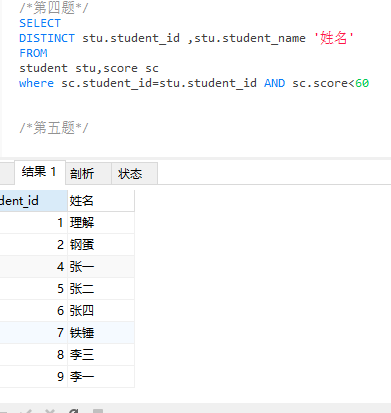 /*第四题*/
SELECT
DISTINCT stu.student_id ,stu.student_name '姓名'
FROM
student stu,score sc
where sc.student_id=stu.student_id AND sc.score<60
/*第五题*/
结果 1 剖析 状态
dent_id 姓名
1 理解
2 钢蛋
4 张一
5 张二
6 张四
7 铁锤
8 李三
9 李一